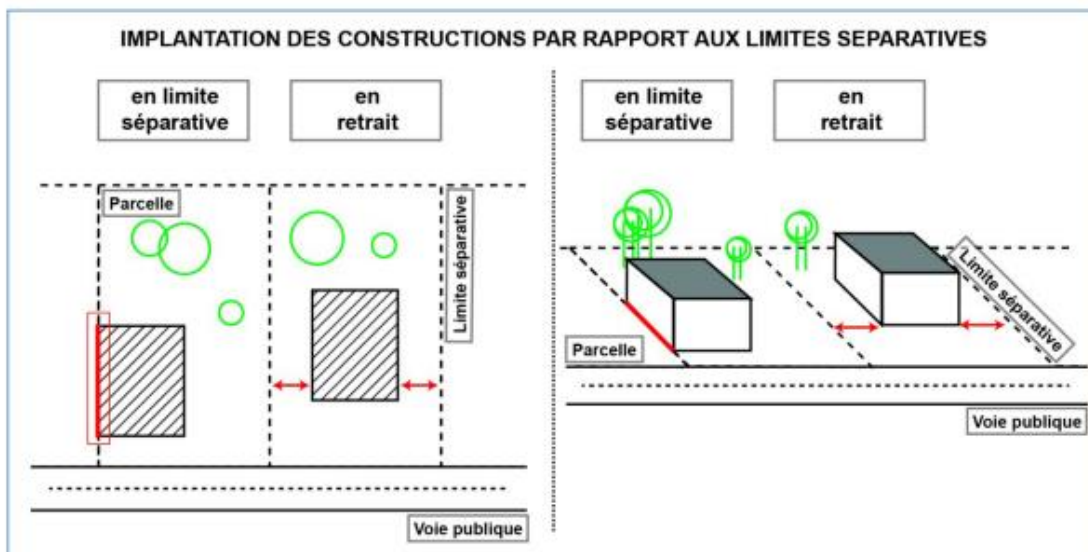 IMPLANTATION DES CONSTRUCTIONS PAR RAPPORT AUX LIMITES SEPARATIVES
en limite
séparative
en
retrait
Parcelle
Limite séparative
Voie publique
en limite
séparative
en
retrait
Limite séparative
Parcelle
Voie publique